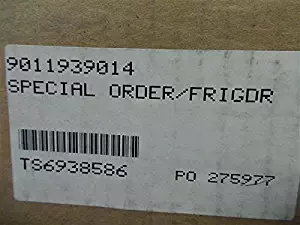 9011939014
SPECIAL ORDER/FRIGDR
TS6938586 PO 275977